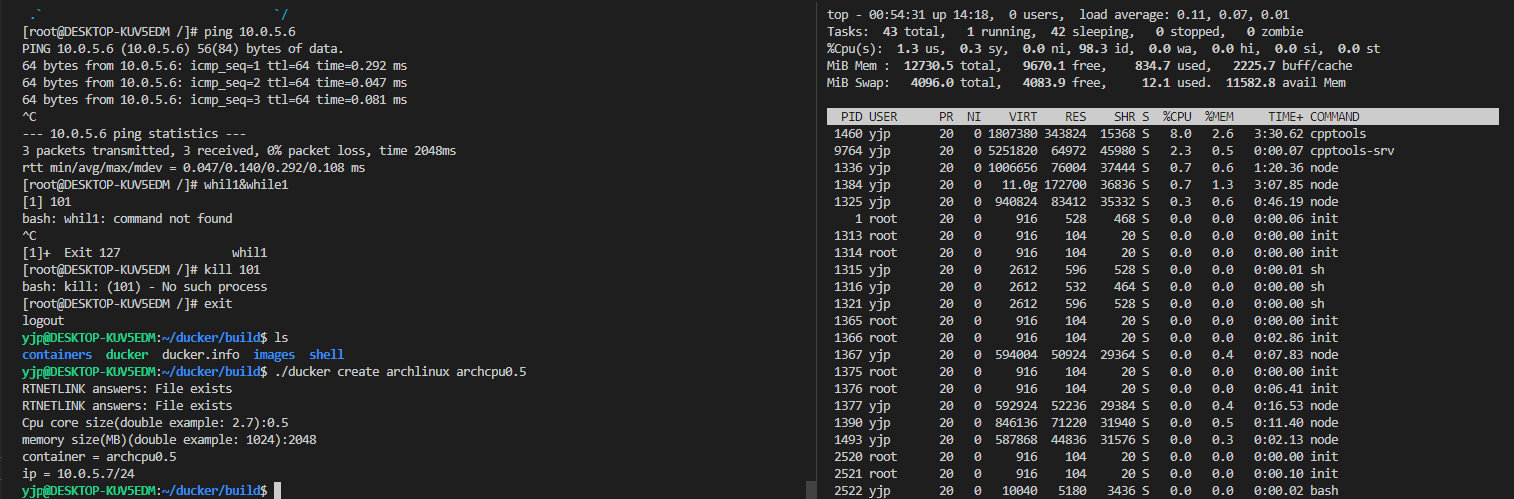 .`                              `/
[root@DESKTOP-KUV5EDM /]# ping 10.0.5.6
PING 10.0.5.6 (10.0.5.6) 56(84) bytes of data.
64 bytes from 10.0.5.6: icmp_seq=1 ttl=64 time=0.292 ms
64 bytes from 10.0.5.6: icmp_seq=2 ttl=64 time=0.047 ms
64 bytes from 10.0.5.6: icmp_seq=3 ttl=64 time=0.081 ms
^C
--- 10.0.5.6 ping statistics ---
3 packets transmitted, 3 received, 0% packet loss, time 2048ms
rtt min/avg/max/mdev = 0.047/0.140/0.292/0.108 ms
[root@DESKTOP-KUV5EDM /]# whil1&while1
[1] 101
bash: whil1: command not found
^C
[1]+  Exit 127                whil1
[root@DESKTOP-KUV5EDM /]# kill 101
bash: kill: (101) - No such process
[root@DESKTOP-KUV5EDM /]# exit
logout
yjp@DESKTOP-KUV5EDM:~/ducker/build$ ls
containers  ducker  ducker.info  images  shell
yjp@DESKTOP-KUV5EDM:~/ducker/build$ ./ducker create archlinux archcpu0.5
RTNETLINK answers: File exists
RTNETLINK answers: File exists
Cpu core size(double example: 2.7):0.5
memory size(MB)(double example: 1024):2048
container = archcpu0.5
ip = 10.0.5.7/24
yjp@DESKTOP-KUV5EDM:~/ducker/build$
top - 00:54:31 up 14:18,  0 users,  load average: 0.11, 0.07, 0.01
Tasks:  43 total,   1 running,  42 sleeping,   0 stopped,   0 zombie
%Cpu(s):  1.3 us,  0.3 sy,  0.0 ni, 98.3 id,  0.0 wa,  0.0 hi,  0.0 si,  0.0 st
MiB Mem :  12730.5 total,   9670.1 free,    834.7 used,   2225.7 buff/cache
MiB Swap:   4096.0 total,   4083.9 free,     12.1 used.  11582.8 avail Mem
PID USER      PR  NI    VIRT    RES    SHR S  %CPU  %MEM     TIME+ COMMAND
1460 yjp       20   0 1807380 343824  15368 S   8.0   2.6   3:30.62 cpptools
9764 yjp       20   0 5251820  64972  45980 S   2.3   0.5   0:00.07 cpptools-srv
1336 yjp       20   0 1006656  76004  37444 S   0.7   0.6   1:20.36 node
1384 yjp       20   0   11.0g 172700  36836 S   0.7   1.3   3:07.85 node
1325 yjp       20   0  940824  83412  35332 S   0.3   0.6   0:46.19 node
1 root      20   0     916    528    468 S   0.0   0.0   0:00.06 init
1313 root      20   0     916    104     20 S   0.0   0.0   0:00.00 init
1314 root      20   0     916    104     20 S   0.0   0.0   0:00.00 init
1315 yjp       20   0    2612    596    528 S   0.0   0.0   0:00.01 sh
1316 yjp       20   0    2612    532    464 S   0.0   0.0   0:00.00 sh
1321 yjp       20   0    2612    596    528 S   0.0   0.0   0:00.00 sh
1365 root      20   0     916    104     20 S   0.0   0.0   0:00.00 init
1366 root      20   0     916    104     20 S   0.0   0.0   0:02.86 init
1367 yjp       20   0  594004  50924  29364 S   0.0   0.4   0:07.83 node
1375 root      20   0     916    104     20 S   0.0   0.0   0:00.00 init
1376 root      20   0     916    104     20 S   0.0   0.0   0:06.41 init
1377 yjp       20   0  592924  52236  29384 S   0.0   0.4   0:16.53 node
1390 yjp       20   0  846136  71220  31940 S   0.0   0.5   0:11.40 node
1493 yjp       20   0  587868  44836  31576 S   0.0   0.3   0:02.13 node
2520 root      20   0     916    104     20 S   0.0   0.0   0:00.00 init
2521 root      20   0     916    104     20 S   0.0   0.0   0:00.10 init
2522 yjp       20   0   10040   5180   3436 S   0.0   0.0   0:00.02 bash